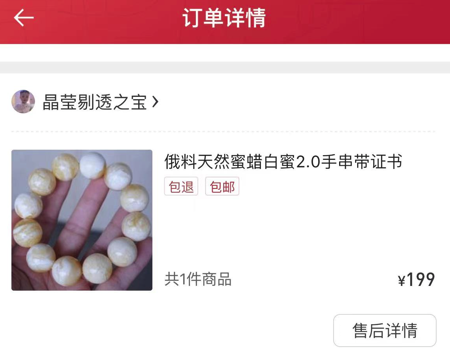 订单详情
晶莹剔透之宝
俄料天然蜜蜡白蜜2.0手串带证书
包退 包邮
共1件商品 ¥199
售后详情